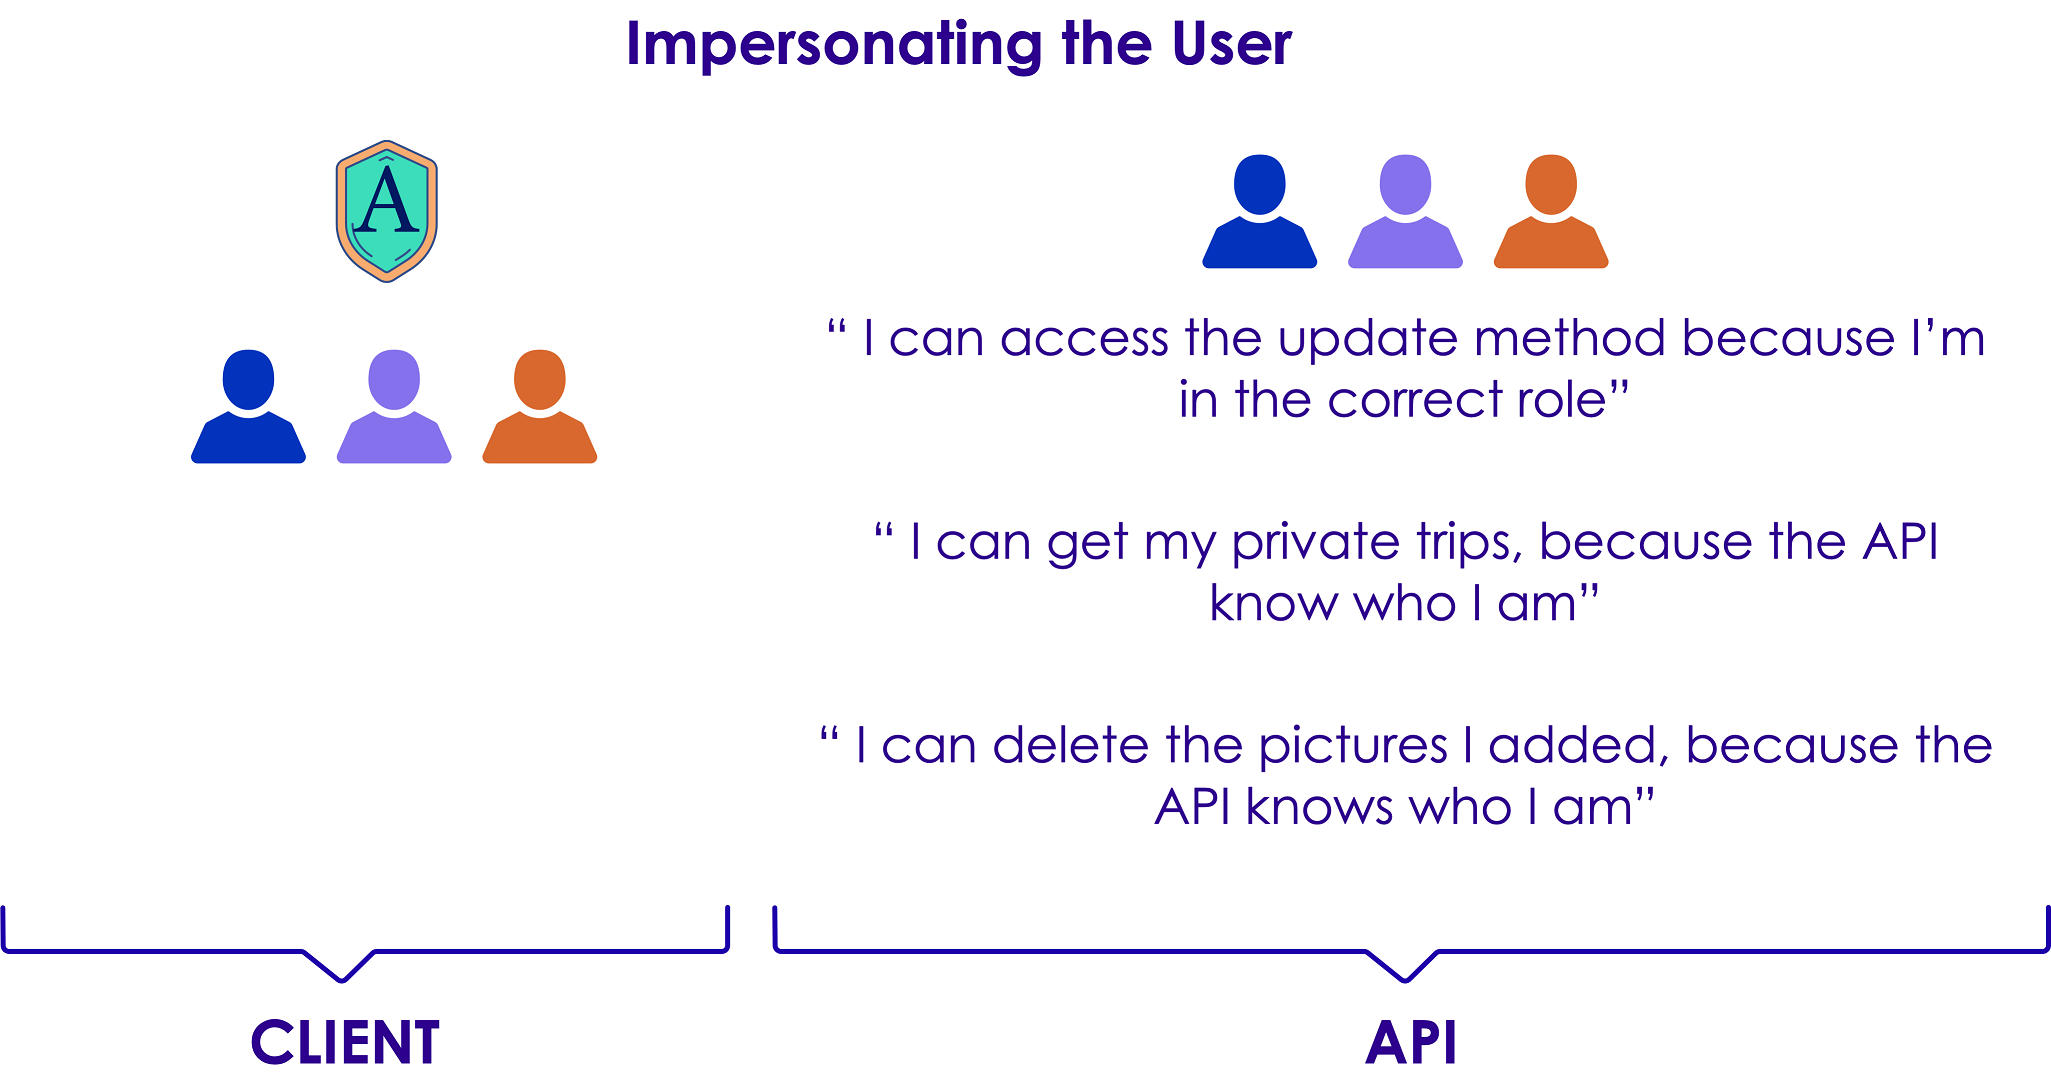 Impersonating the User
A
“ I can access the update method because I’m
in the correct role”
“ I can get my private trips, because the API
know who I am”
“ I can delete the pictures I added, because the
API knows who I am”
CLIENT
API